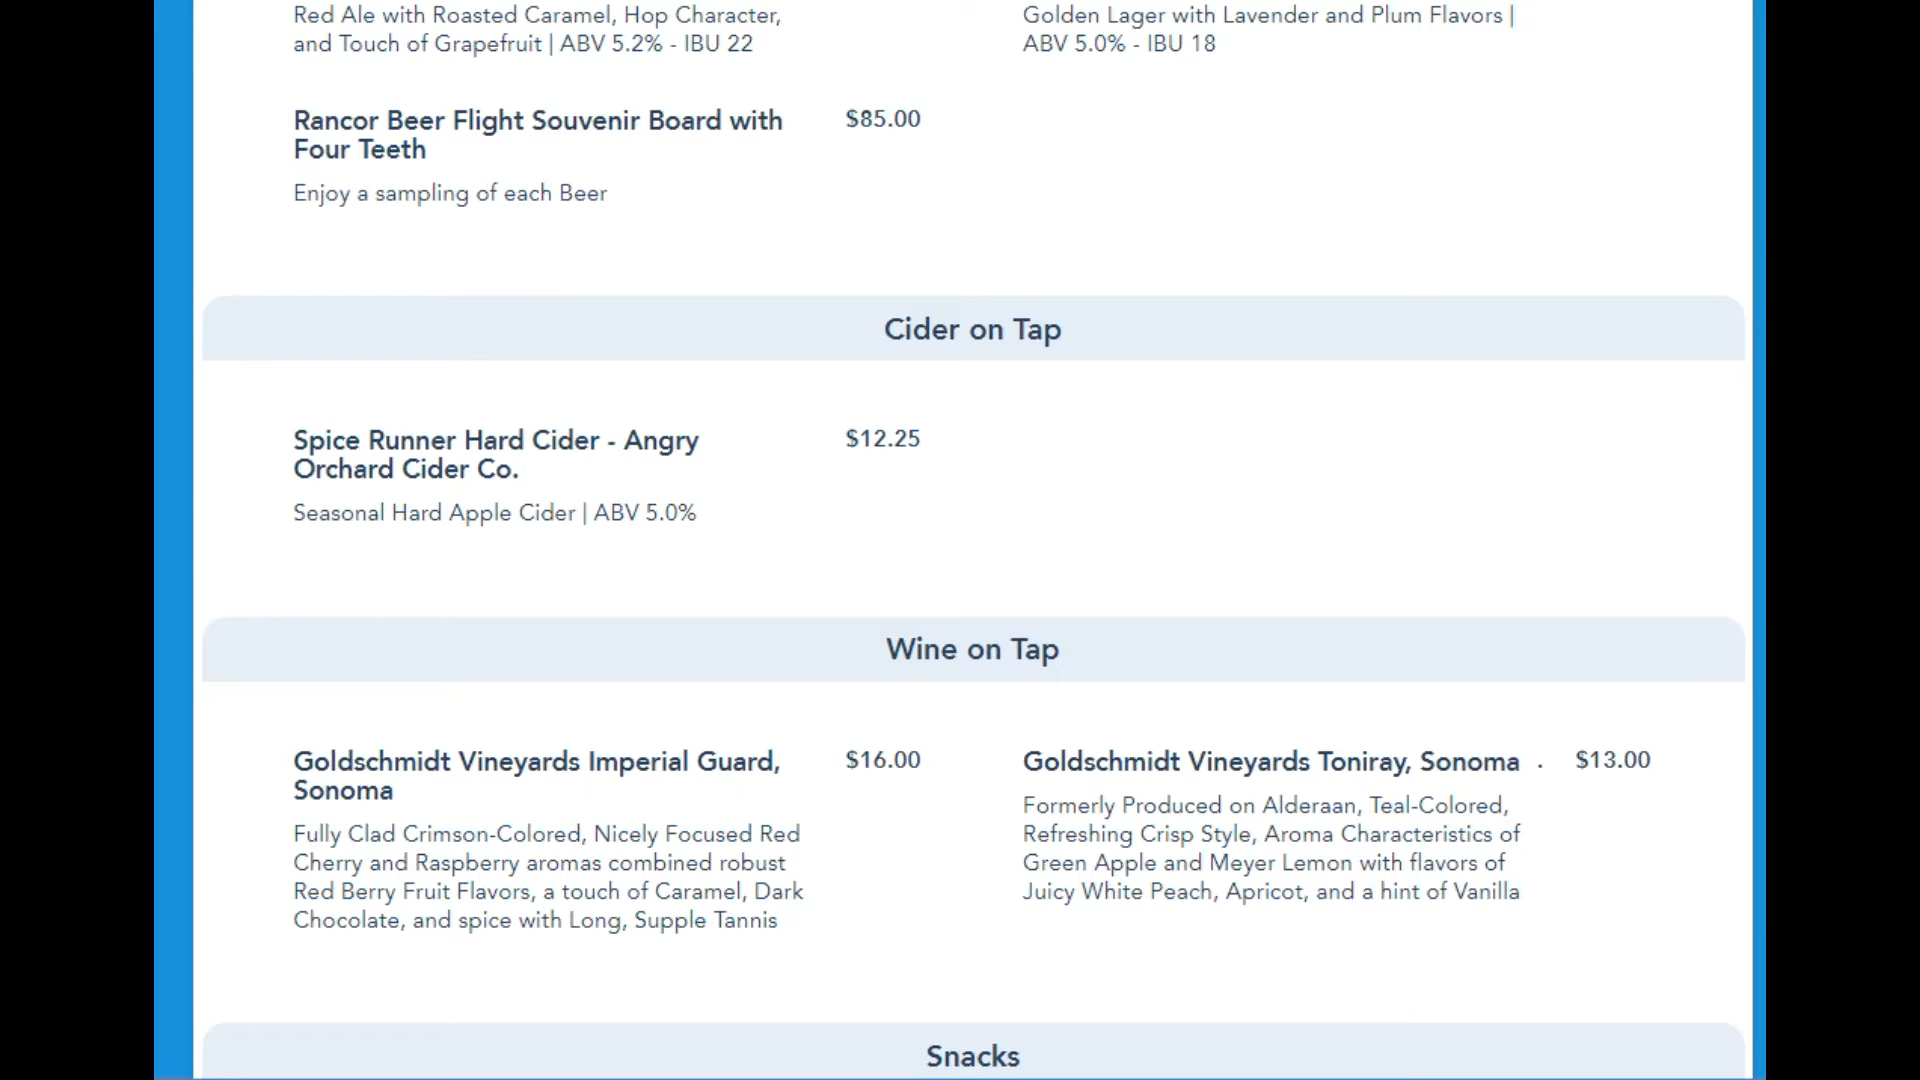 Red Ale with Roasted Caramel, Hop Character,
and Touch of Grapefruit | ABV 5.2% - IBU 22
Golden Lager with Lavender and Plum Flavors |
ABV 5.0% - IBU 18
Rancor Beer Flight Souvenir Board with
Four Teeth
$85.00
Enjoy a sampling of each Beer
Cider on Tap
Spice Runner Hard Cider - Angry
Orchard Cider Co.
$12.25
Seasonal Hard Apple Cider | ABV 5.0%
Wine on Tap
Goldschmidt Vineyards Imperial Guard,
Sonoma
$16.00
Fully Clad Crimson-Colored, Nicely Focused Red
Cherry and Raspberry aromas combined robust
Red Berry Fruit Flavors, a touch of Caramel, Dark
Chocolate, and spice with Long, Supple Tannis
Goldschmidt Vineyards Toniray, Sonoma . $13.00
Formerly Produced on Alderaan, Teal-Colored,
Refreshing Crisp Style, Aroma Characteristics of
Green Apple and Meyer Lemon with flavors of
Juicy White Peach, Apricot, and a hint of Vanilla
Snacks